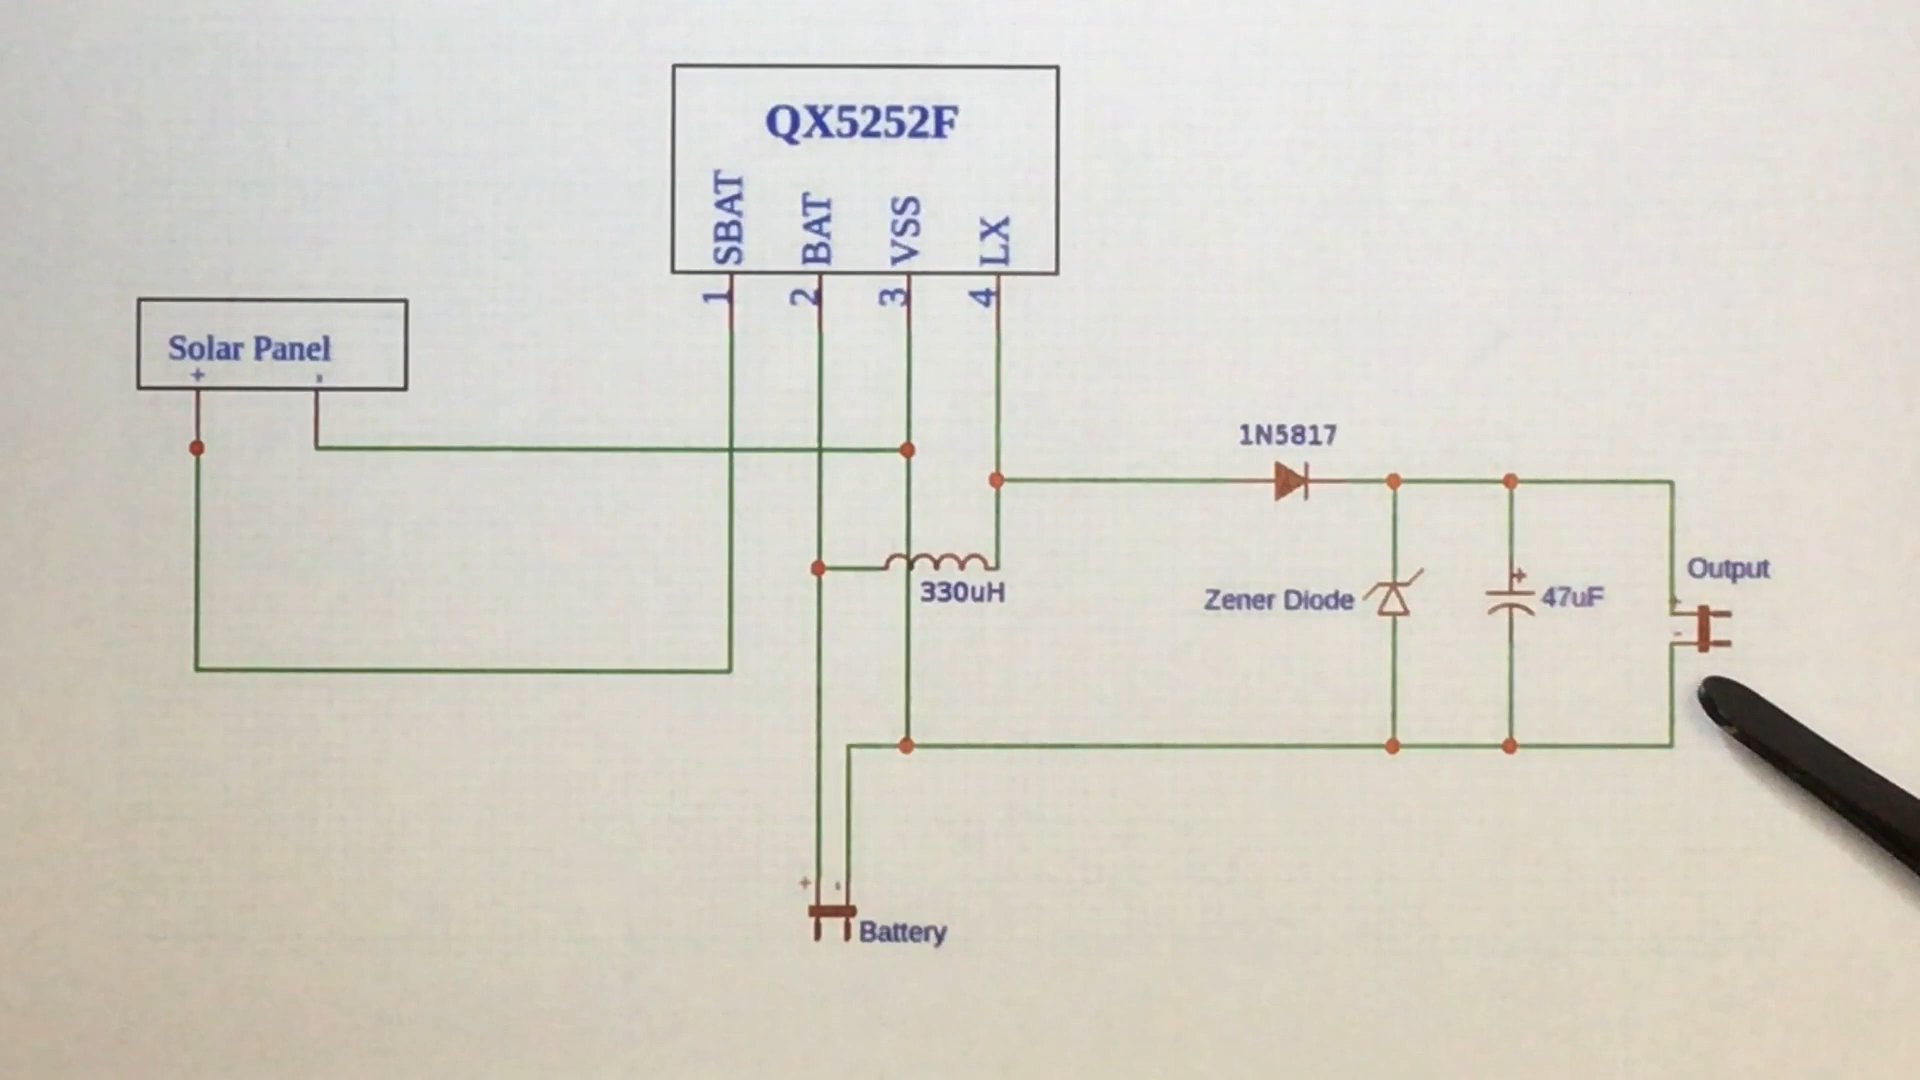 QX5252F
SBAT
BAT
VSS
LX
1
2
3
4
Solar Panel
+ -
1N5817
330uH
Zener Diode
+
47uF
Output
+
-
+ -
Battery